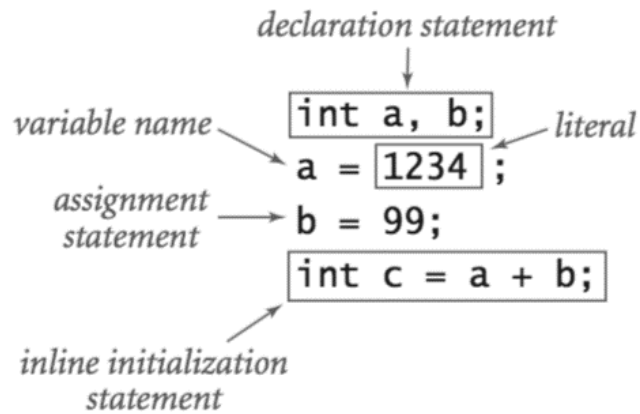 declaration statement
int a, b;
variable name
literal
a = 1234 ;
assignment
statement
b = 99;
int c = a + b;
inline initialization
statement